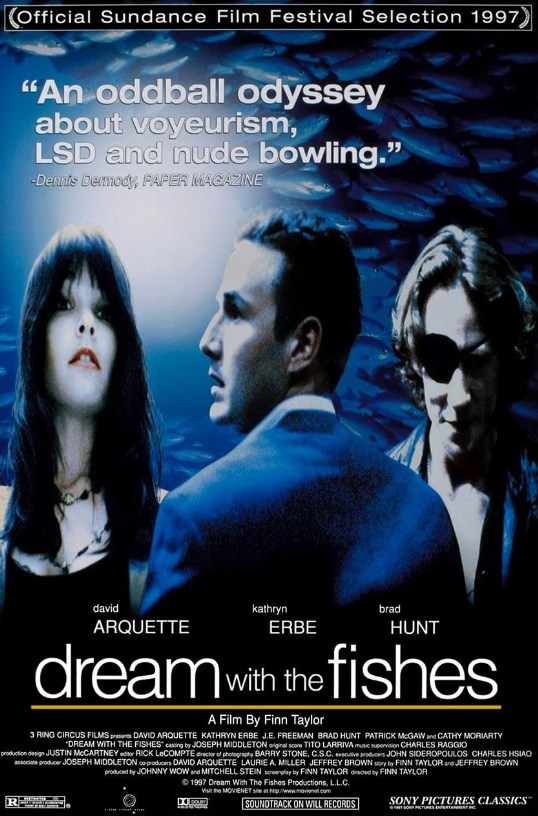 Official Sundance Film Festival Selection 1997
“An oddball odyssey
about voyeurism,
LSD and nude bowling.”
-Dennis Dermody, PAPER MAGAZINE
david ARQUETTE
kathryn ERBE
brad HUNT
dream with the fishes
A Film By Finn Taylor
3 RING CIRCUS FILMS presents DAVID ARQUETTE KATHRYN ERBE J.E. FREEMAN BRAD HUNT PATRICK McGAW and CATHY MORIARTY
"DREAM WITH THE FISHES" casting by JOSEPH MIDDLETON original score TITO LARRIVA music supervision CHARLES RAGGIO
production design JUSTIN McCARTNEY editor RICK LeCOMPTE director of photography BARRY STONE, C.S.C. executive producers JOHN SIDEROPOULOS CHARLES HSIAO
associate producer JOSEPH MIDDLETON co-producers DAVID ARQUETTE LAURIE A. MILLER JEFFREY BROWN story by FINN TAYLOR and JEFFREY BROWN
produced by JOHNNY WOW and MITCHELL STEIN screenplay by FINN TAYLOR directed by FINN TAYLOR
© 1997 Dream With The Fishes Productions, L.L.C.
Visit the MOVIENET site at http://www.movienet.com
R RESTRICTED
DOLBY
SOUNDTRACK ON WILL RECORDS
SONY PICTURES CLASSICS